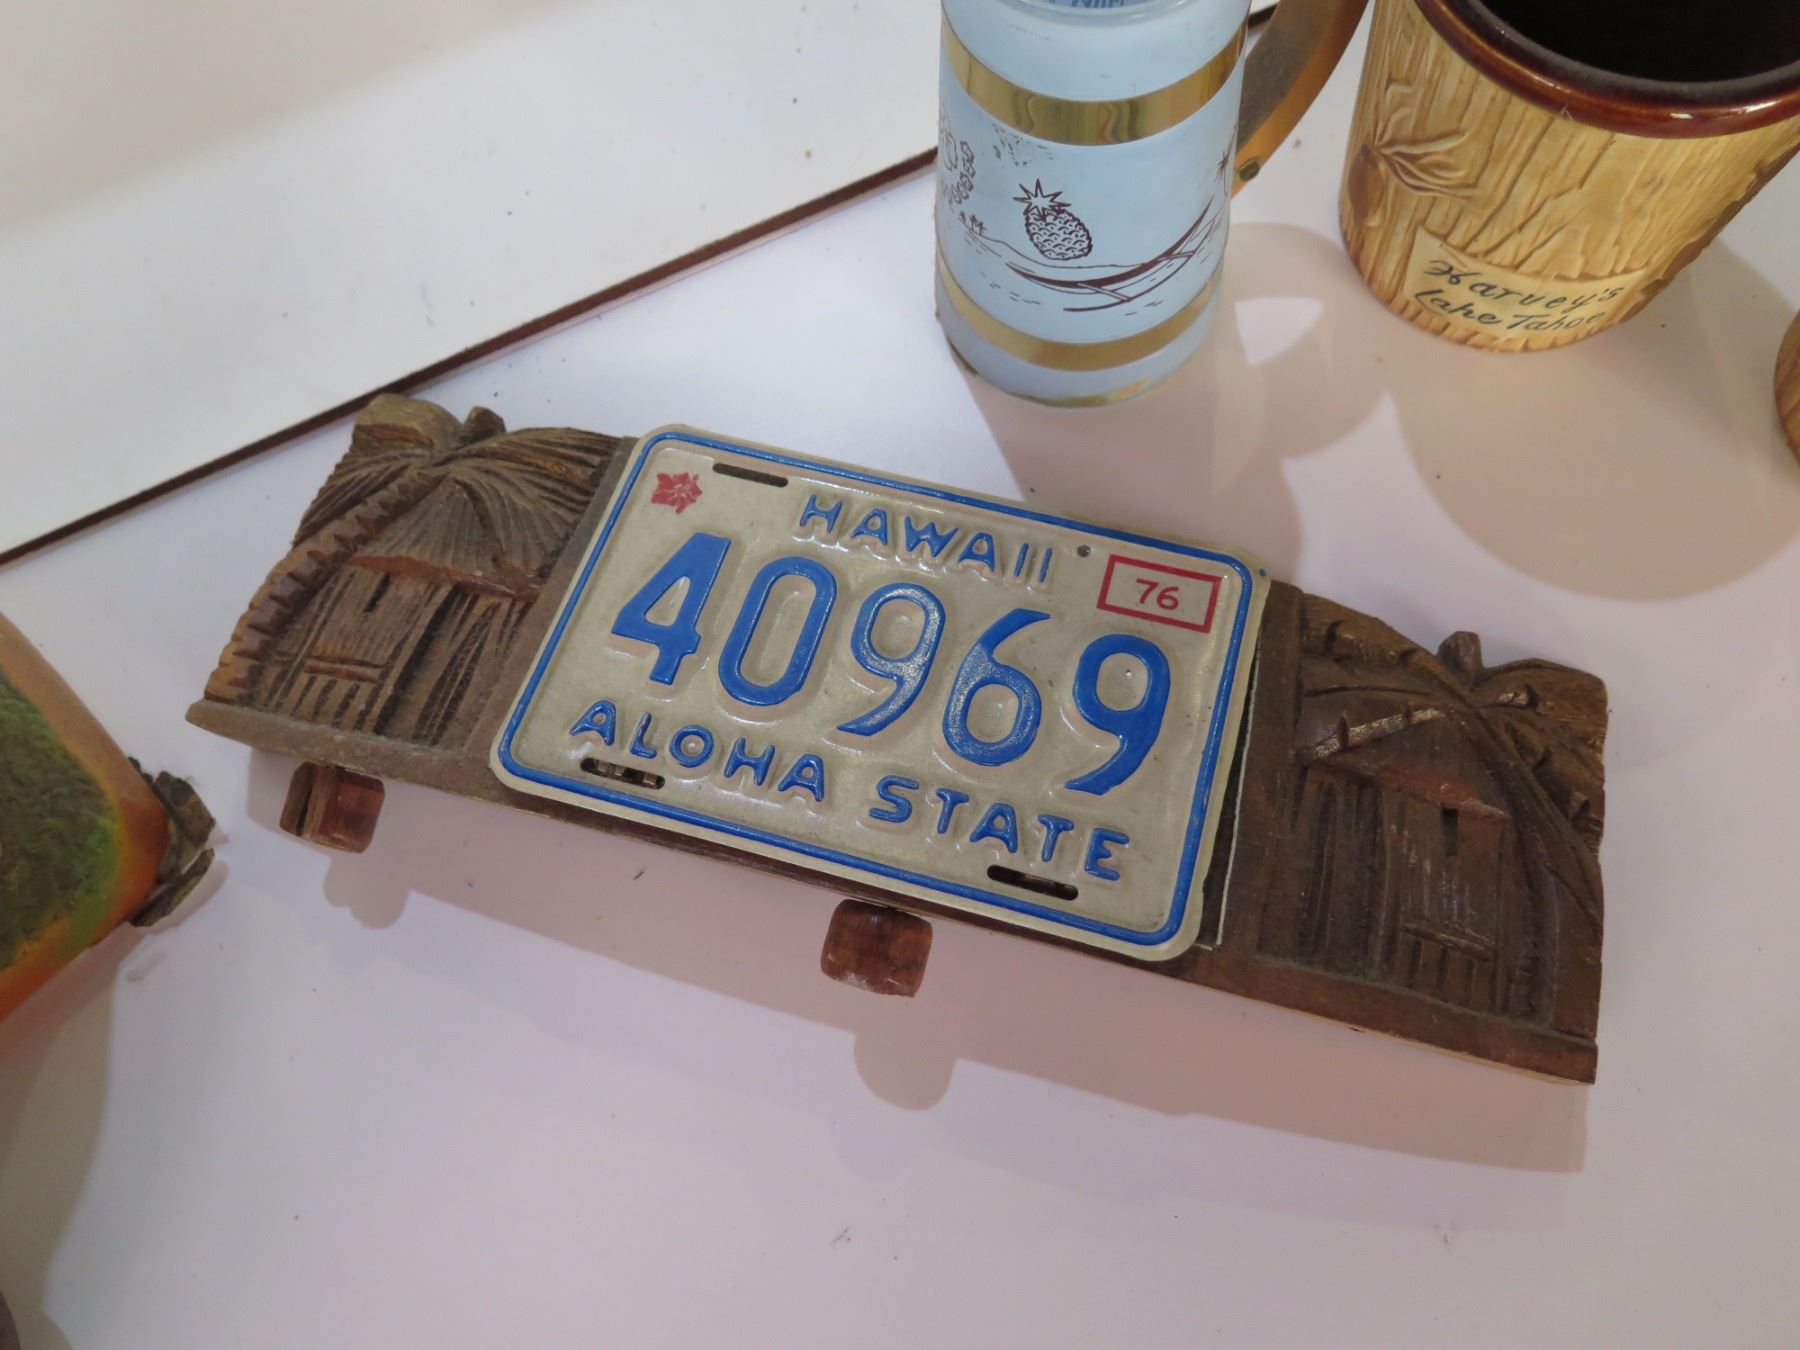 HAWAII
76
40969
ALOHA STATE
Harvey's
Lake Tahoe